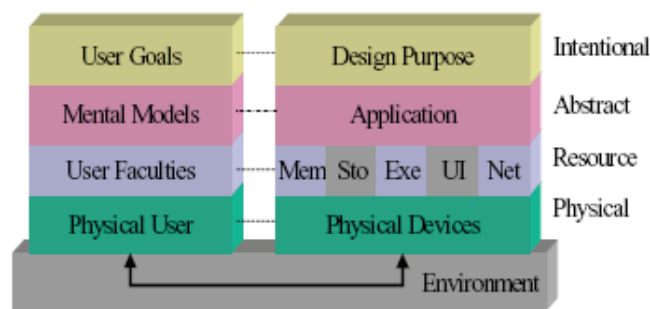 User Goals Design Purpose Intentional
Mental Models Application Abstract
User Faculties Mem Sto Exe UI Net Resource
Physical User Physical Devices Physical
Environment